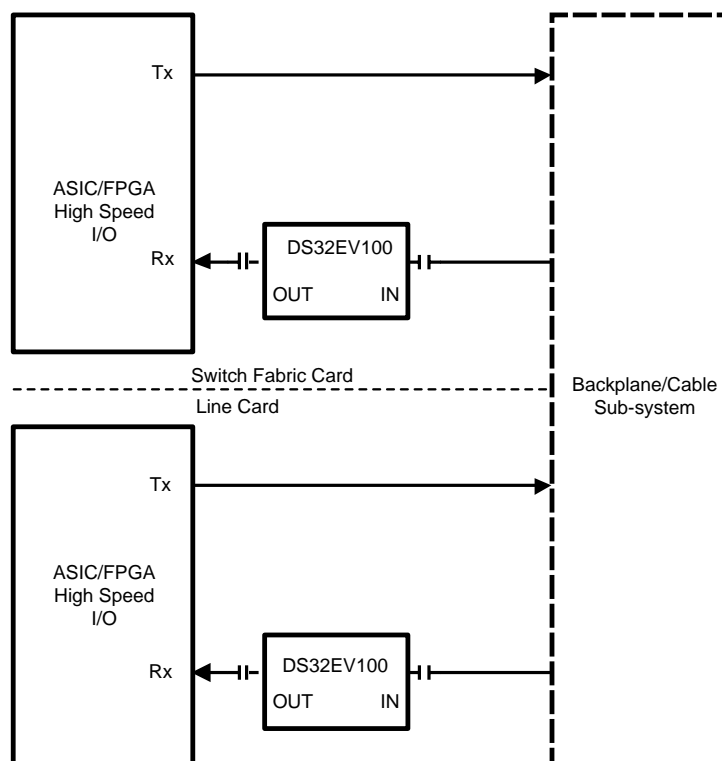 Tx
ASIC/FPGA
High Speed
I/O
Rx
DS32EV100
OUT IN
Switch Fabric Card
Line Card
Backplane/Cable
Sub-system
Tx
ASIC/FPGA
High Speed
I/O
Rx
DS32EV100
OUT IN